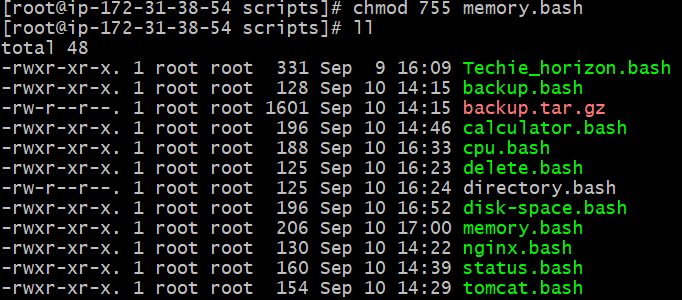 [root@ip-172-31-38-54 scripts]# chmod 755 memory.bash
[root@ip-172-31-38-54 scripts]# ll
total 48
-rwxr-xr-x. 1 root root  331 Sep  9 16:09 Techie_horizon.bash
-rwxr-xr-x. 1 root root  128 Sep 10 14:15 backup.bash
-rw-r--r--. 1 root root 1601 Sep 10 14:15 backup.tar.gz
-rwxr-xr-x. 1 root root  196 Sep 10 14:46 calculator.bash
-rwxr-xr-x. 1 root root  188 Sep 10 16:33 cpu.bash
-rwxr-xr-x. 1 root root  125 Sep 10 16:23 delete.bash
-rw-r--r--. 1 root root  125 Sep 10 16:24 directory.bash
-rwxr-xr-x. 1 root root  196 Sep 10 16:52 disk-space.bash
-rwxr-xr-x. 1 root root  206 Sep 10 17:00 memory.bash
-rwxr-xr-x. 1 root root  130 Sep 10 14:22 nginx.bash
-rwxr-xr-x. 1 root root  160 Sep 10 14:39 status.bash
-rwxr-xr-x. 1 root root  154 Sep 10 14:29 tomcat.bash